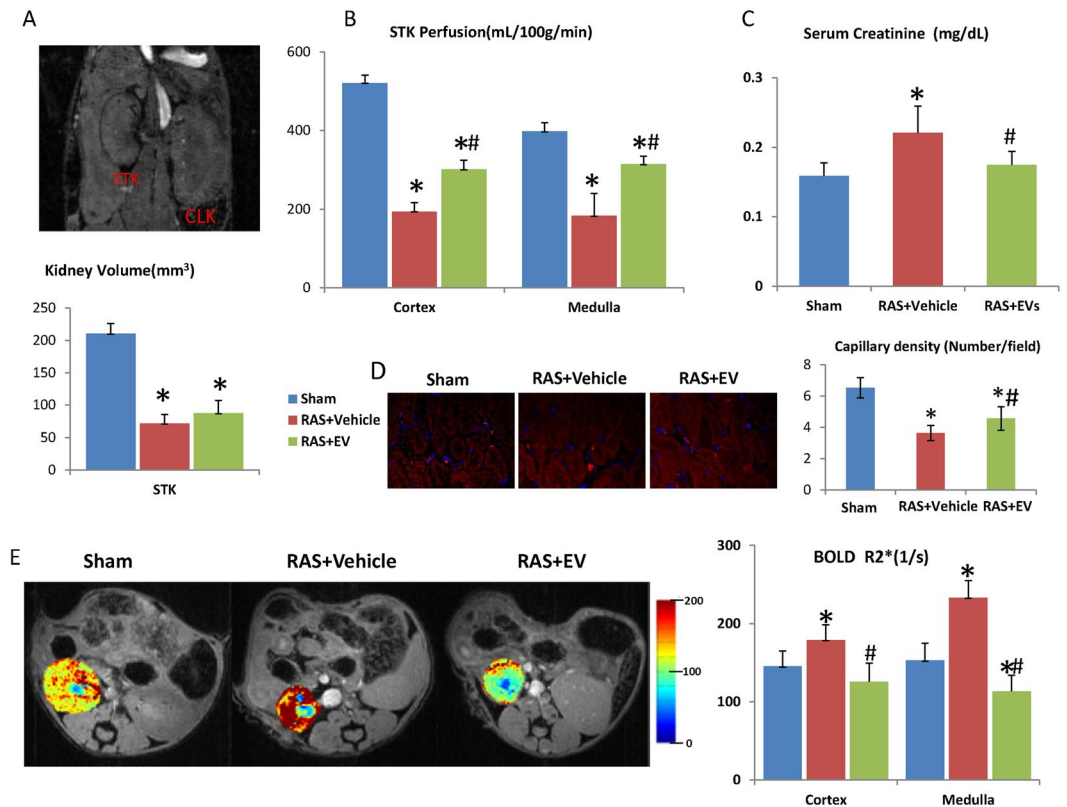 A
STK
CLK
Kidney Volume(mm³)
250
200
150
100
50
0
*
*
STK
B
STK Perfusion(mL/100g/min)
600
400
200
0
*
*#
*
*#
Cortex
Medulla
Sham
RAS+Vehicle
RAS+EV
C
Serum Creatinine (mg/dL)
0.3
0.2
0.1
0
*
#
Sham
RAS+Vehicle
RAS+EVs
D
Sham
RAS+Vehicle
RAS+EV
Capillary density (Number/field)
8
6
4
2
0
*
*#
Sham
RAS+Vehicle
RAS+EV
E
Sham
RAS+Vehicle
RAS+EV
200
100
0
BOLD R2*(1/s)
300
200
100
0
*
#
*
*#
Cortex
Medulla